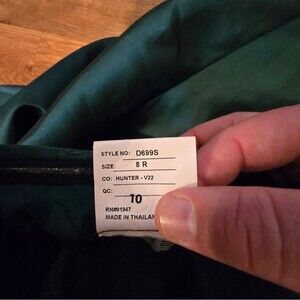 STYLE NO: D699S
SIZE: 8 R
CO: HUNTER - V22
QC: 10
RN#91947
MADE IN THAILAND